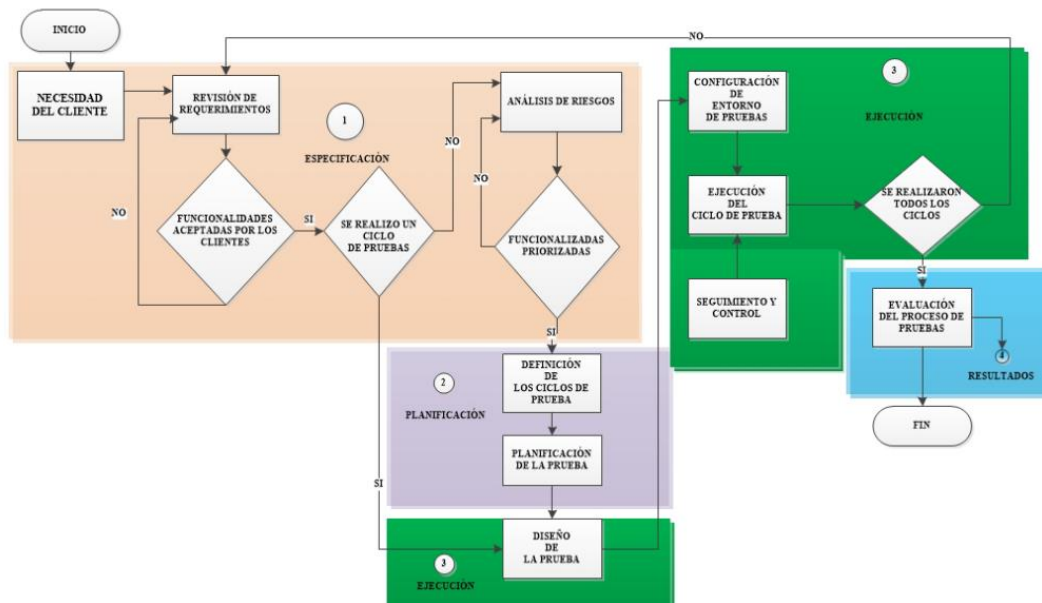 INICIO
NO
NECESIDAD
DEL CLIENTE
REVISIÓN DE
REQUERIMIENTOS
1
ESPECIFICACIÓN
NO
ANÁLISIS DE RIESGOS
NO
NO
FUNCIONALIDADES
ACEPTADAS POR LOS
CLIENTES
SI
SE REALIZO UN
CICLO
DE PRUEBAS
FUNCIONALIZADAS
PRIORIZADAS
SI
SI
2
PLANIFICACIÓN
DEFINICIÓN
DE
LOS CICLOS DE
PRUEBA
PLANIFICACIÓN
DE LA PRUEBA
3
EJECUCIÓN
DISEÑO
DE
LA PRUEBA
CONFIGURACIÓN
DE
ENTORNO
DE PRUEBAS
3
EJECUCIÓN
EJECUCIÓN
DEL
CICLO DE PRUEBA
SE REALIZARON
TODOS LOS
CICLOS
SEGUIMIENTO Y
CONTROL
SI
EVALUACIÓN
DEL PROCESO DE
PRUEBAS
4
RESULTADOS
FIN